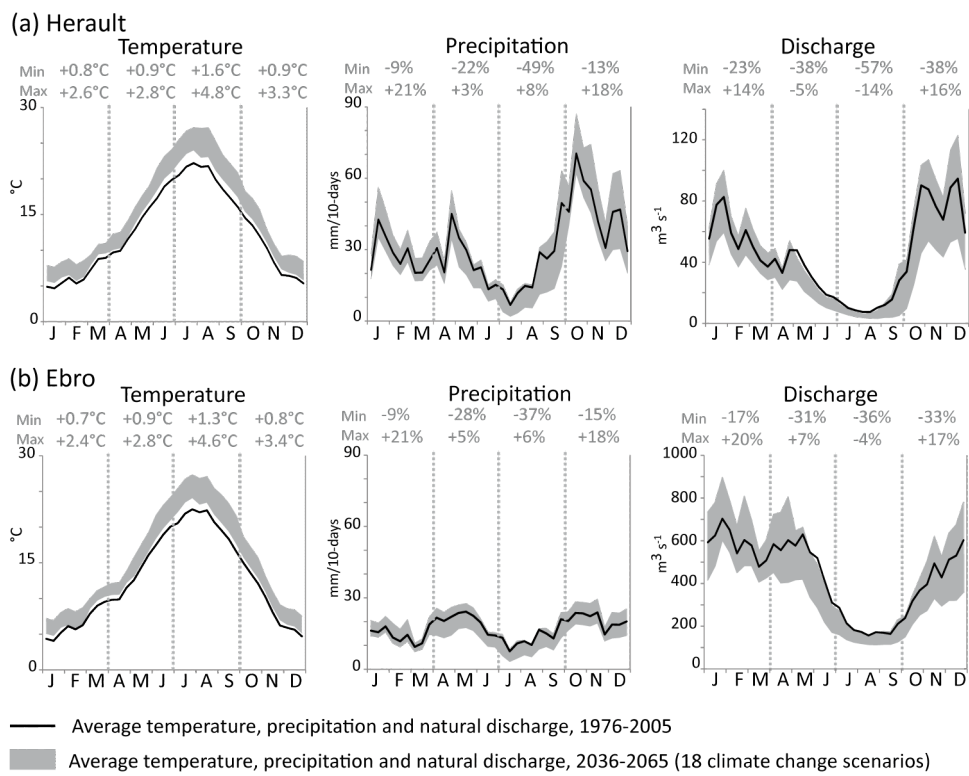 (a) Herault
Temperature Precipitation Discharge
Min +0.8°C +0.9°C +1.6°C +0.9°C Min -9% -22% -49% -13% Min -23% -38% -57% -38%
Max +2.6°C +2.8°C +4.8°C +3.3°C Max +21% +3% +8% +18% Max +14% -5% -14% +16%
30 90
120
60
80
°C 15 mm/10-days m³ s⁻¹
30
40
0 0 0
J F M A M J J A S O N D J F M A M J J A S O N D J F M A M J J A S O N D
(b) Ebro
Temperature Precipitation Discharge
Min +0.7°C +0.9°C +1.3°C +0.8°C Min -9% -28% -37% -15% Min -17% -31% -36% -33%
Max +2.4°C +2.8°C +4.6°C +3.4°C Max +21% +5% +6% +18% Max +20% +7% -4% +17%
30 90 1000
800
60
600
°C 15 mm/10-days m³ s⁻¹
400
30
200
0 0 0
J F M A M J J A S O N D J F M A M J J A S O N D J F M A M J J A S O N D
Average temperature, precipitation and natural discharge, 1976-2005
Average temperature, precipitation and natural discharge, 2036-2065 (18 climate change scenarios)